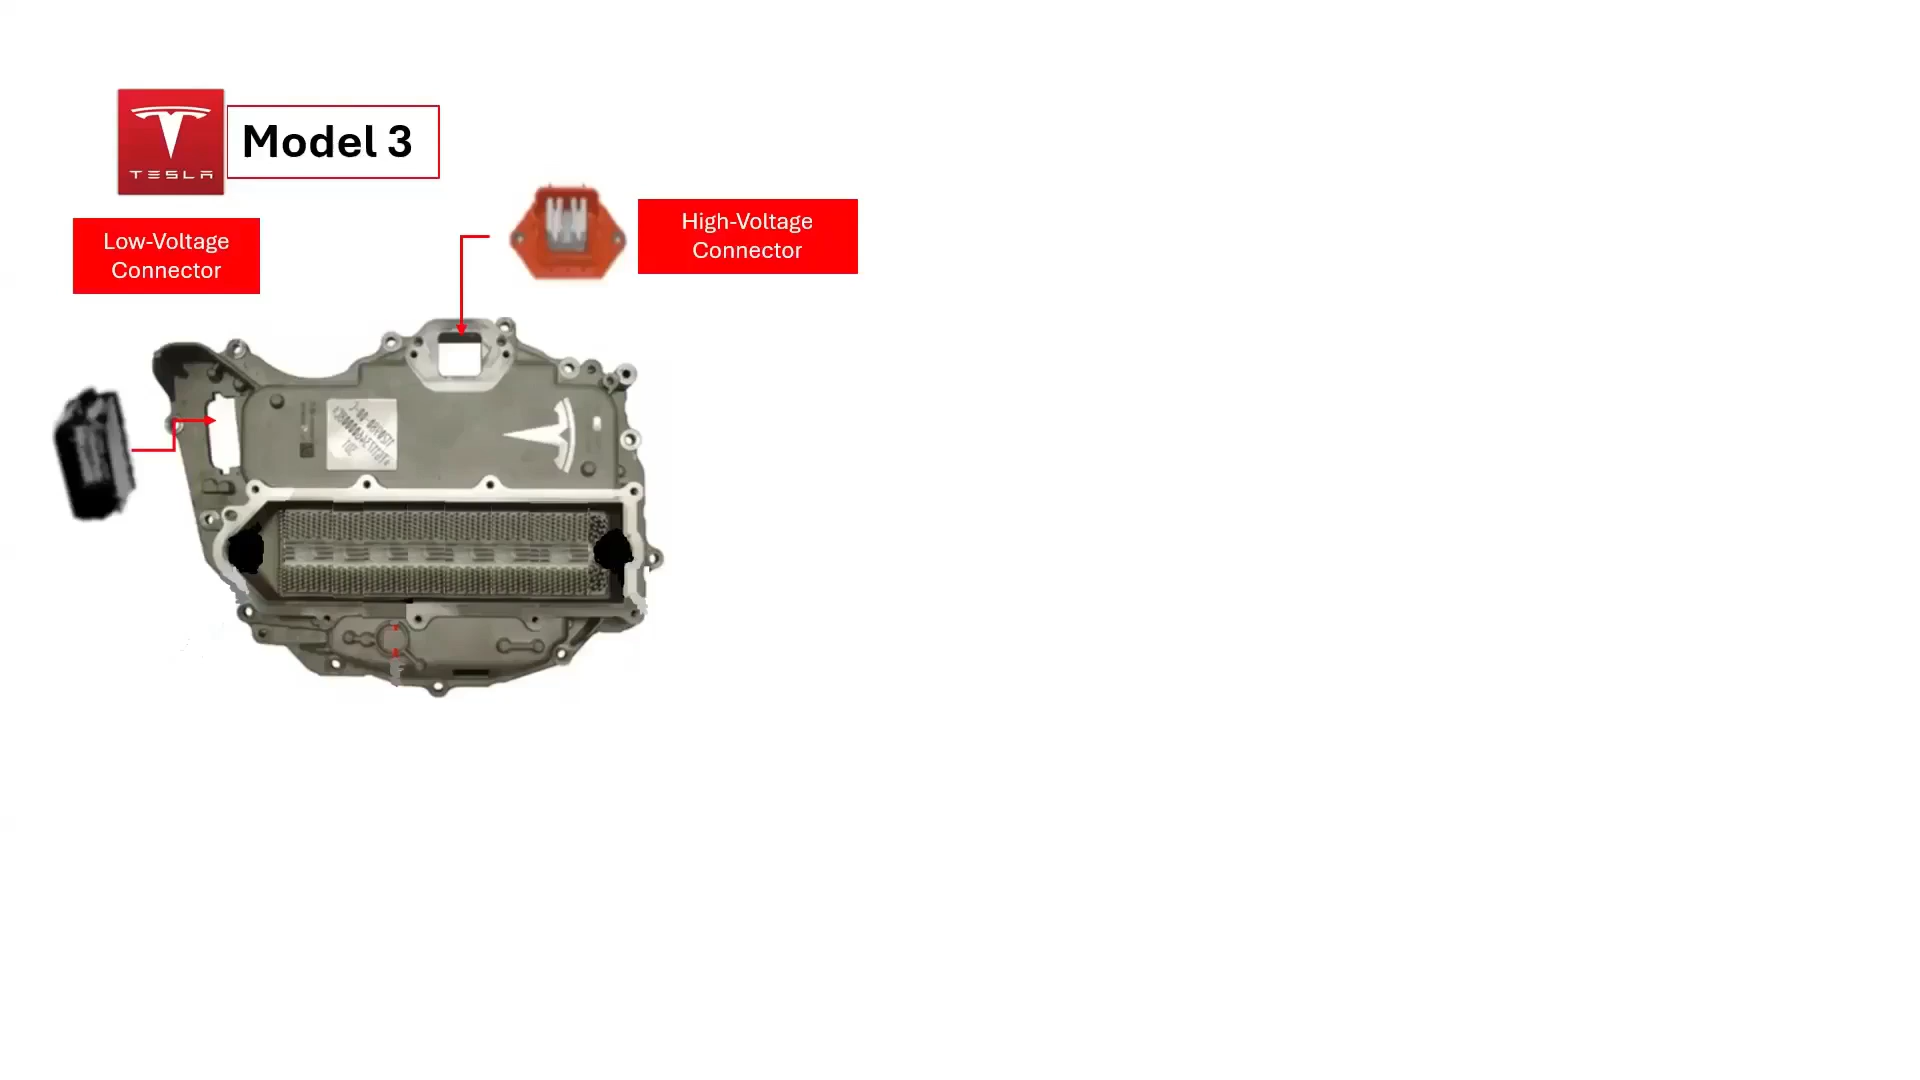 TESLA
Model 3
High-Voltage
Connector
Low-Voltage
Connector